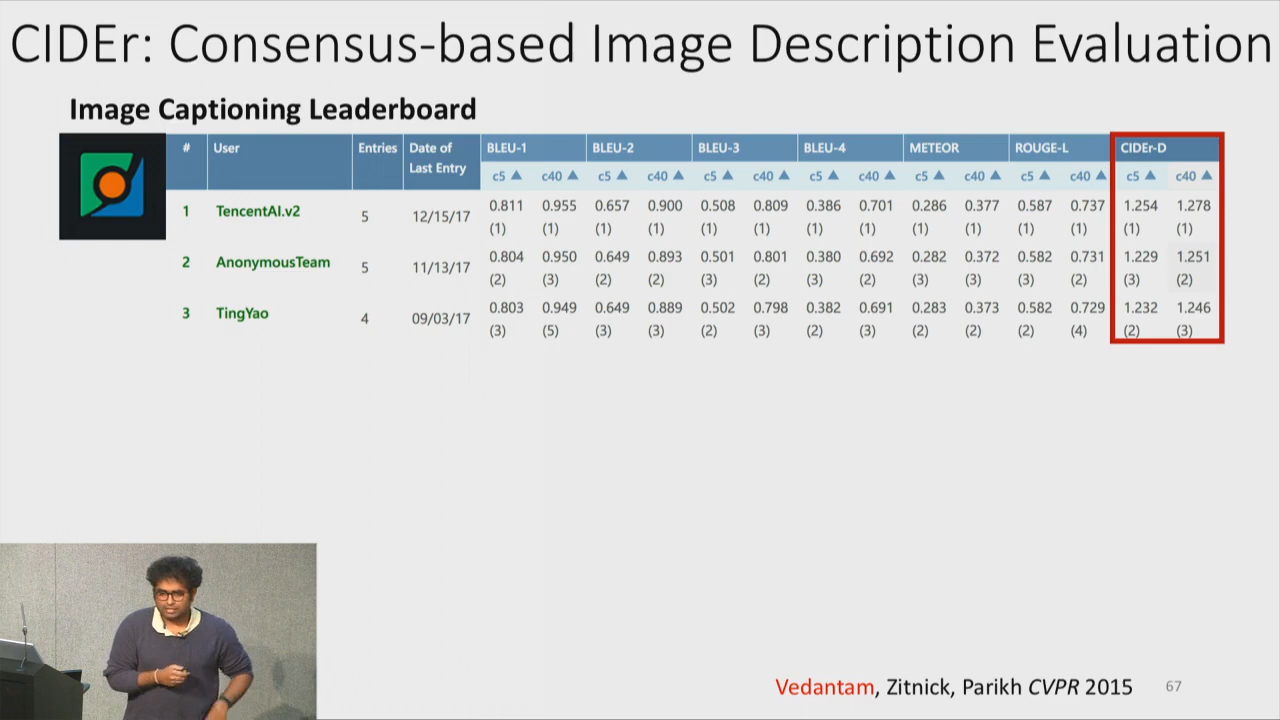 CIDEr: Consensus-based Image Description Evaluation
Image Captioning Leaderboard
# User Entries Date of Last Entry BLEU-1 BLEU-2 BLEU-3 BLEU-4 METEOR ROUGE-L CIDEr-D
c5 ▲ c40 ▲ c5 ▲ c40 ▲ c5 ▲ c40 ▲ c5 ▲ c40 ▲ c5 ▲ c40 ▲ c5 ▲ c40 ▲ c5 ▲ c40 ▲
1 TencentAI.v2 5 12/15/17 0.811 0.955 0.657 0.900 0.508 0.809 0.386 0.701 0.286 0.377 0.587 0.737 1.254 1.278
(1) (1) (1) (1) (1) (1) (1) (1) (1) (1) (1) (1) (1) (1)
2 AnonymousTeam 5 11/13/17 0.804 0.950 0.649 0.893 0.501 0.801 0.380 0.692 0.282 0.372 0.582 0.731 1.229 1.251
(2) (3) (2) (2) (3) (2) (3) (2) (3) (3) (3) (2) (3) (2)
3 TingYao 4 09/03/17 0.803 0.949 0.649 0.889 0.502 0.798 0.382 0.691 0.283 0.373 0.582 0.729 1.232 1.246
(3) (5) (3) (3) (2) (3) (2) (3) (2) (2) (2) (4) (2) (3)
Vedantam, Zitnick, Parikh CVPR 2015
67